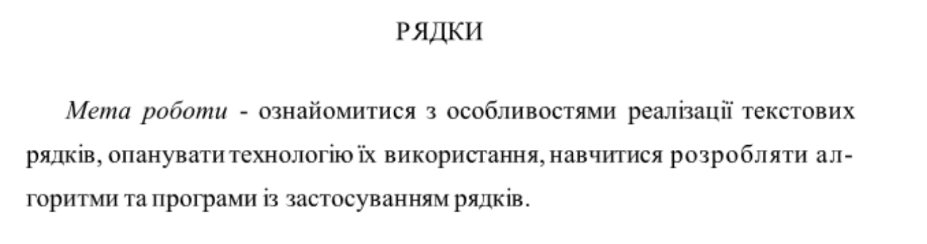 РЯДКИ
Мета роботи - ознайомитися з особливостями реалізації текстових
рядків, опанувати технологію їх використання, навчитися розробляти ал-
горитми та програми із застосуванням рядків.